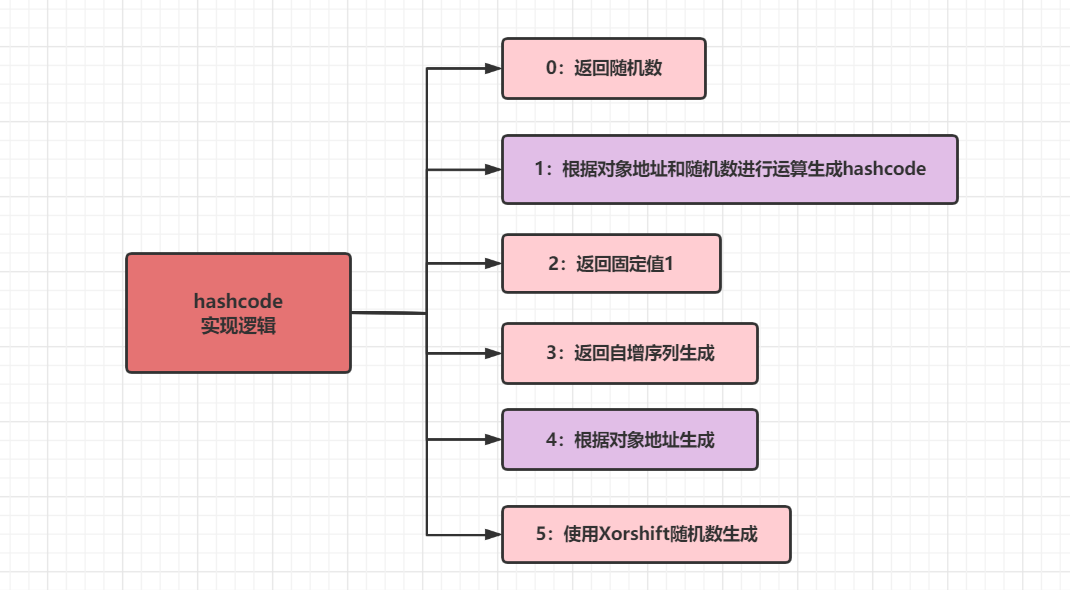 hashcode
实现逻辑
0：返回随机数
1：根据对象地址和随机数进行运算生成hashcode
2：返回固定值1
3：返回自增序列生成
4：根据对象地址生成
5：使用Xorshift随机数生成